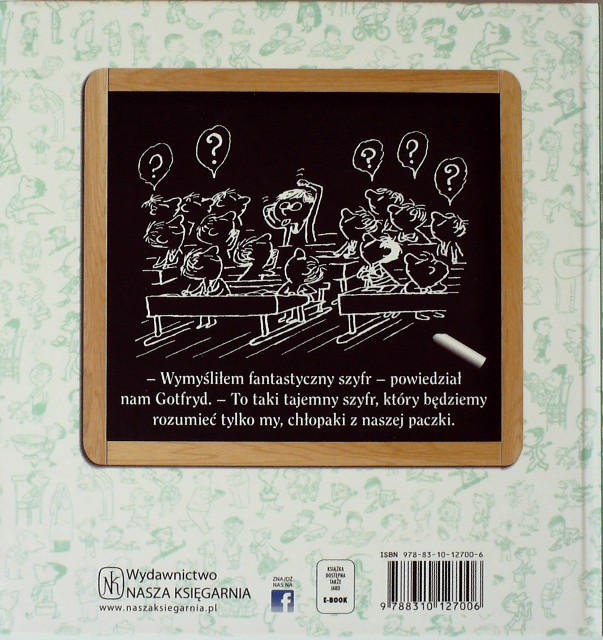 ? ? ? ? ?
– Wymyśliłem fantastyczny szyfr – powiedział
nam Gotfryd. – To taki tajemny szyfr, który będziemy
rozumieć tylko my, chłopaki z naszej paczki.
NK Wydawnictwo
NASZA KSIĘGARNIA
www.naszaksiegarnia.pl
ZNAJDŹ
NAS NA
f
KSIĄŻKA
DOSTĘPNA
TAKŻE
JAKO
E-BOOK
ISBN 978-83-10-12700-6
9 788310 127006